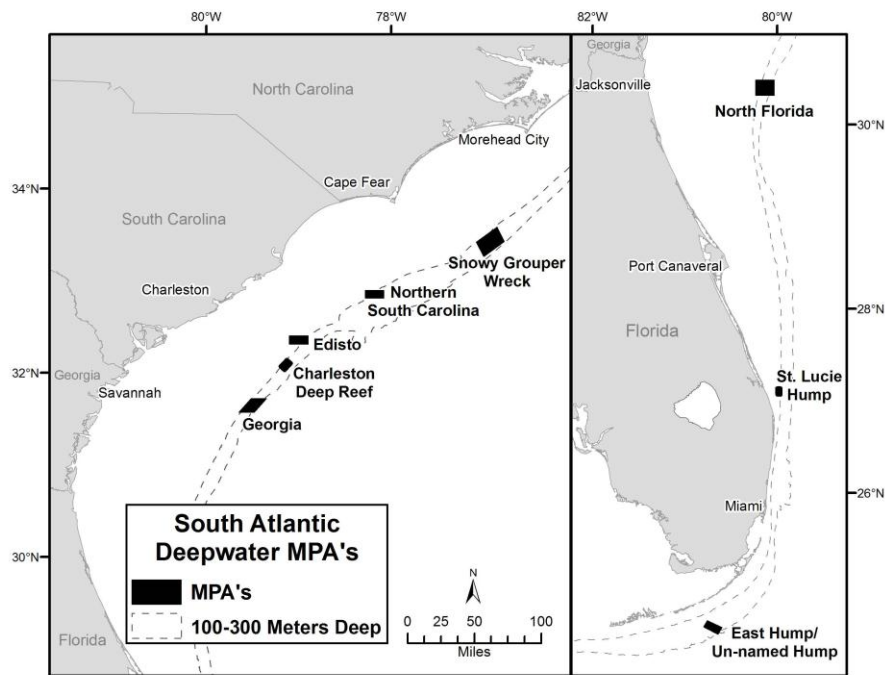 80°W
78°W
82°W
80°W
North Carolina
Morehead City
Cape Fear
34°N
South Carolina
Snowy Grouper
Wreck
Charleston
Northern
South Carolina
Edisto
32°N
Georgia
Savannah
Charleston
Deep Reef
Georgia
30°N
South Atlantic
Deepwater MPA's
MPA's
100-300 Meters Deep
N
0 25 50 100
Miles
Florida
Georgia
Jacksonville
North Florida
30°N
Port Canaveral
28°N
Florida
St. Lucie
Hump
Miami
26°N
East Hump/
Un-named Hump